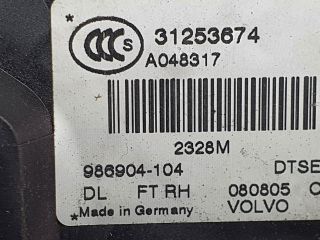 * CCC S 31253674
A048317
2328M
986904-104 DTSE
DL FT RH 080805 C
*Made in Germany VOLVO